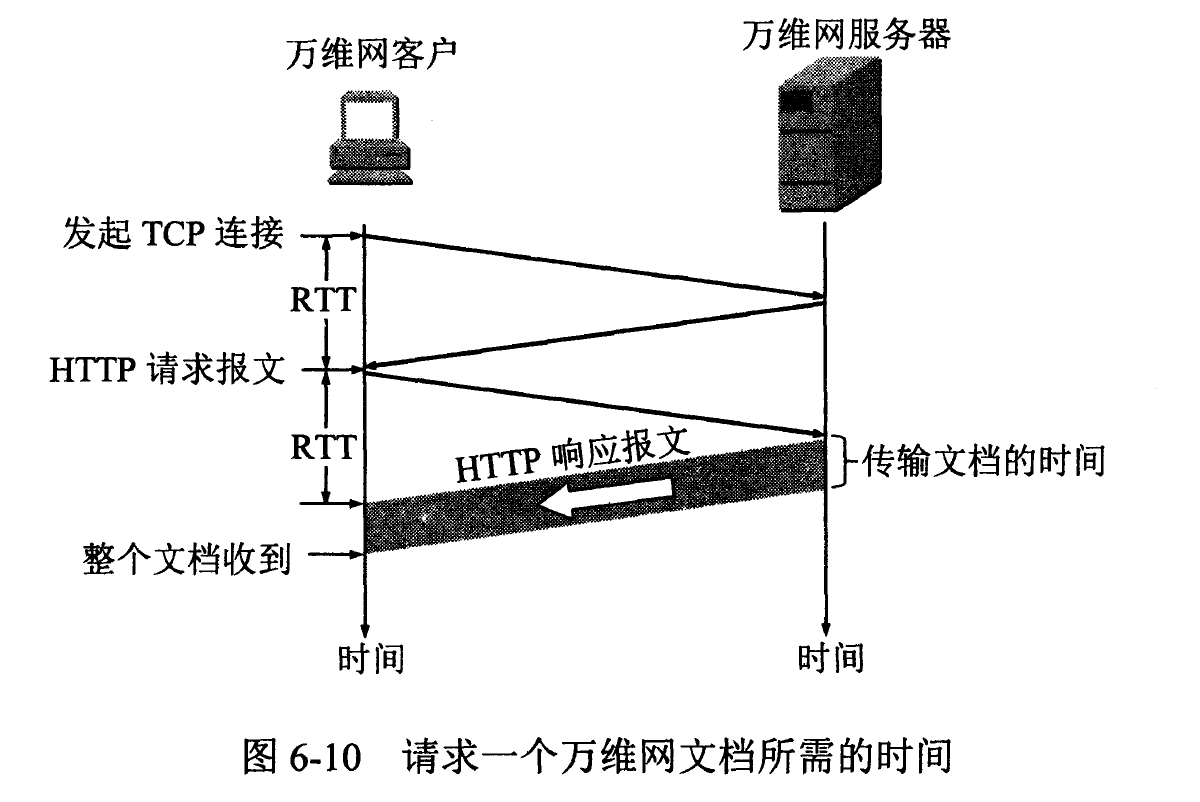 万维网客户
万维网服务器
发起 TCP 连接
RTT
HTTP 请求报文
RTT
HTTP 响应报文
传输文档的时间
整个文档收到
时间
时间
图 6-10 请求一个万维网文档所需的时间